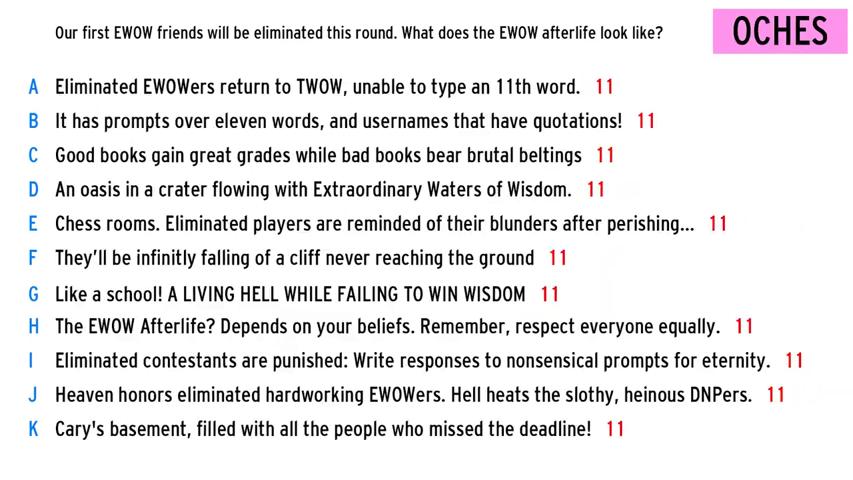 Our first EWOW friends will be eliminated this round. What does the EWOW afterlife look like?
OCHES
A Eliminated EWOWers return to TWOW, unable to type an 11th word. 11
B It has prompts over eleven words, and usernames that have quotations! 11
C Good books gain great grades while bad books bear brutal beltings 11
D An oasis in a crater flowing with Extraordinary Waters of Wisdom. 11
E Chess rooms. Eliminated players are reminded of their blunders after perishing... 11
F They'll be infinitly falling of a cliff never reaching the ground 11
G Like a school! A LIVING HELL WHILE FAILING TO WIN WISDOM 11
H The EWOW Afterlife? Depends on your beliefs. Remember, respect everyone equally. 11
I Eliminated contestants are punished: Write responses to nonsensical prompts for eternity. 11
J Heaven honors eliminated hardworking EWOWers. Hell heats the slothy, heinous DNPers. 11
K Cary's basement, filled with all the people who missed the deadline! 11